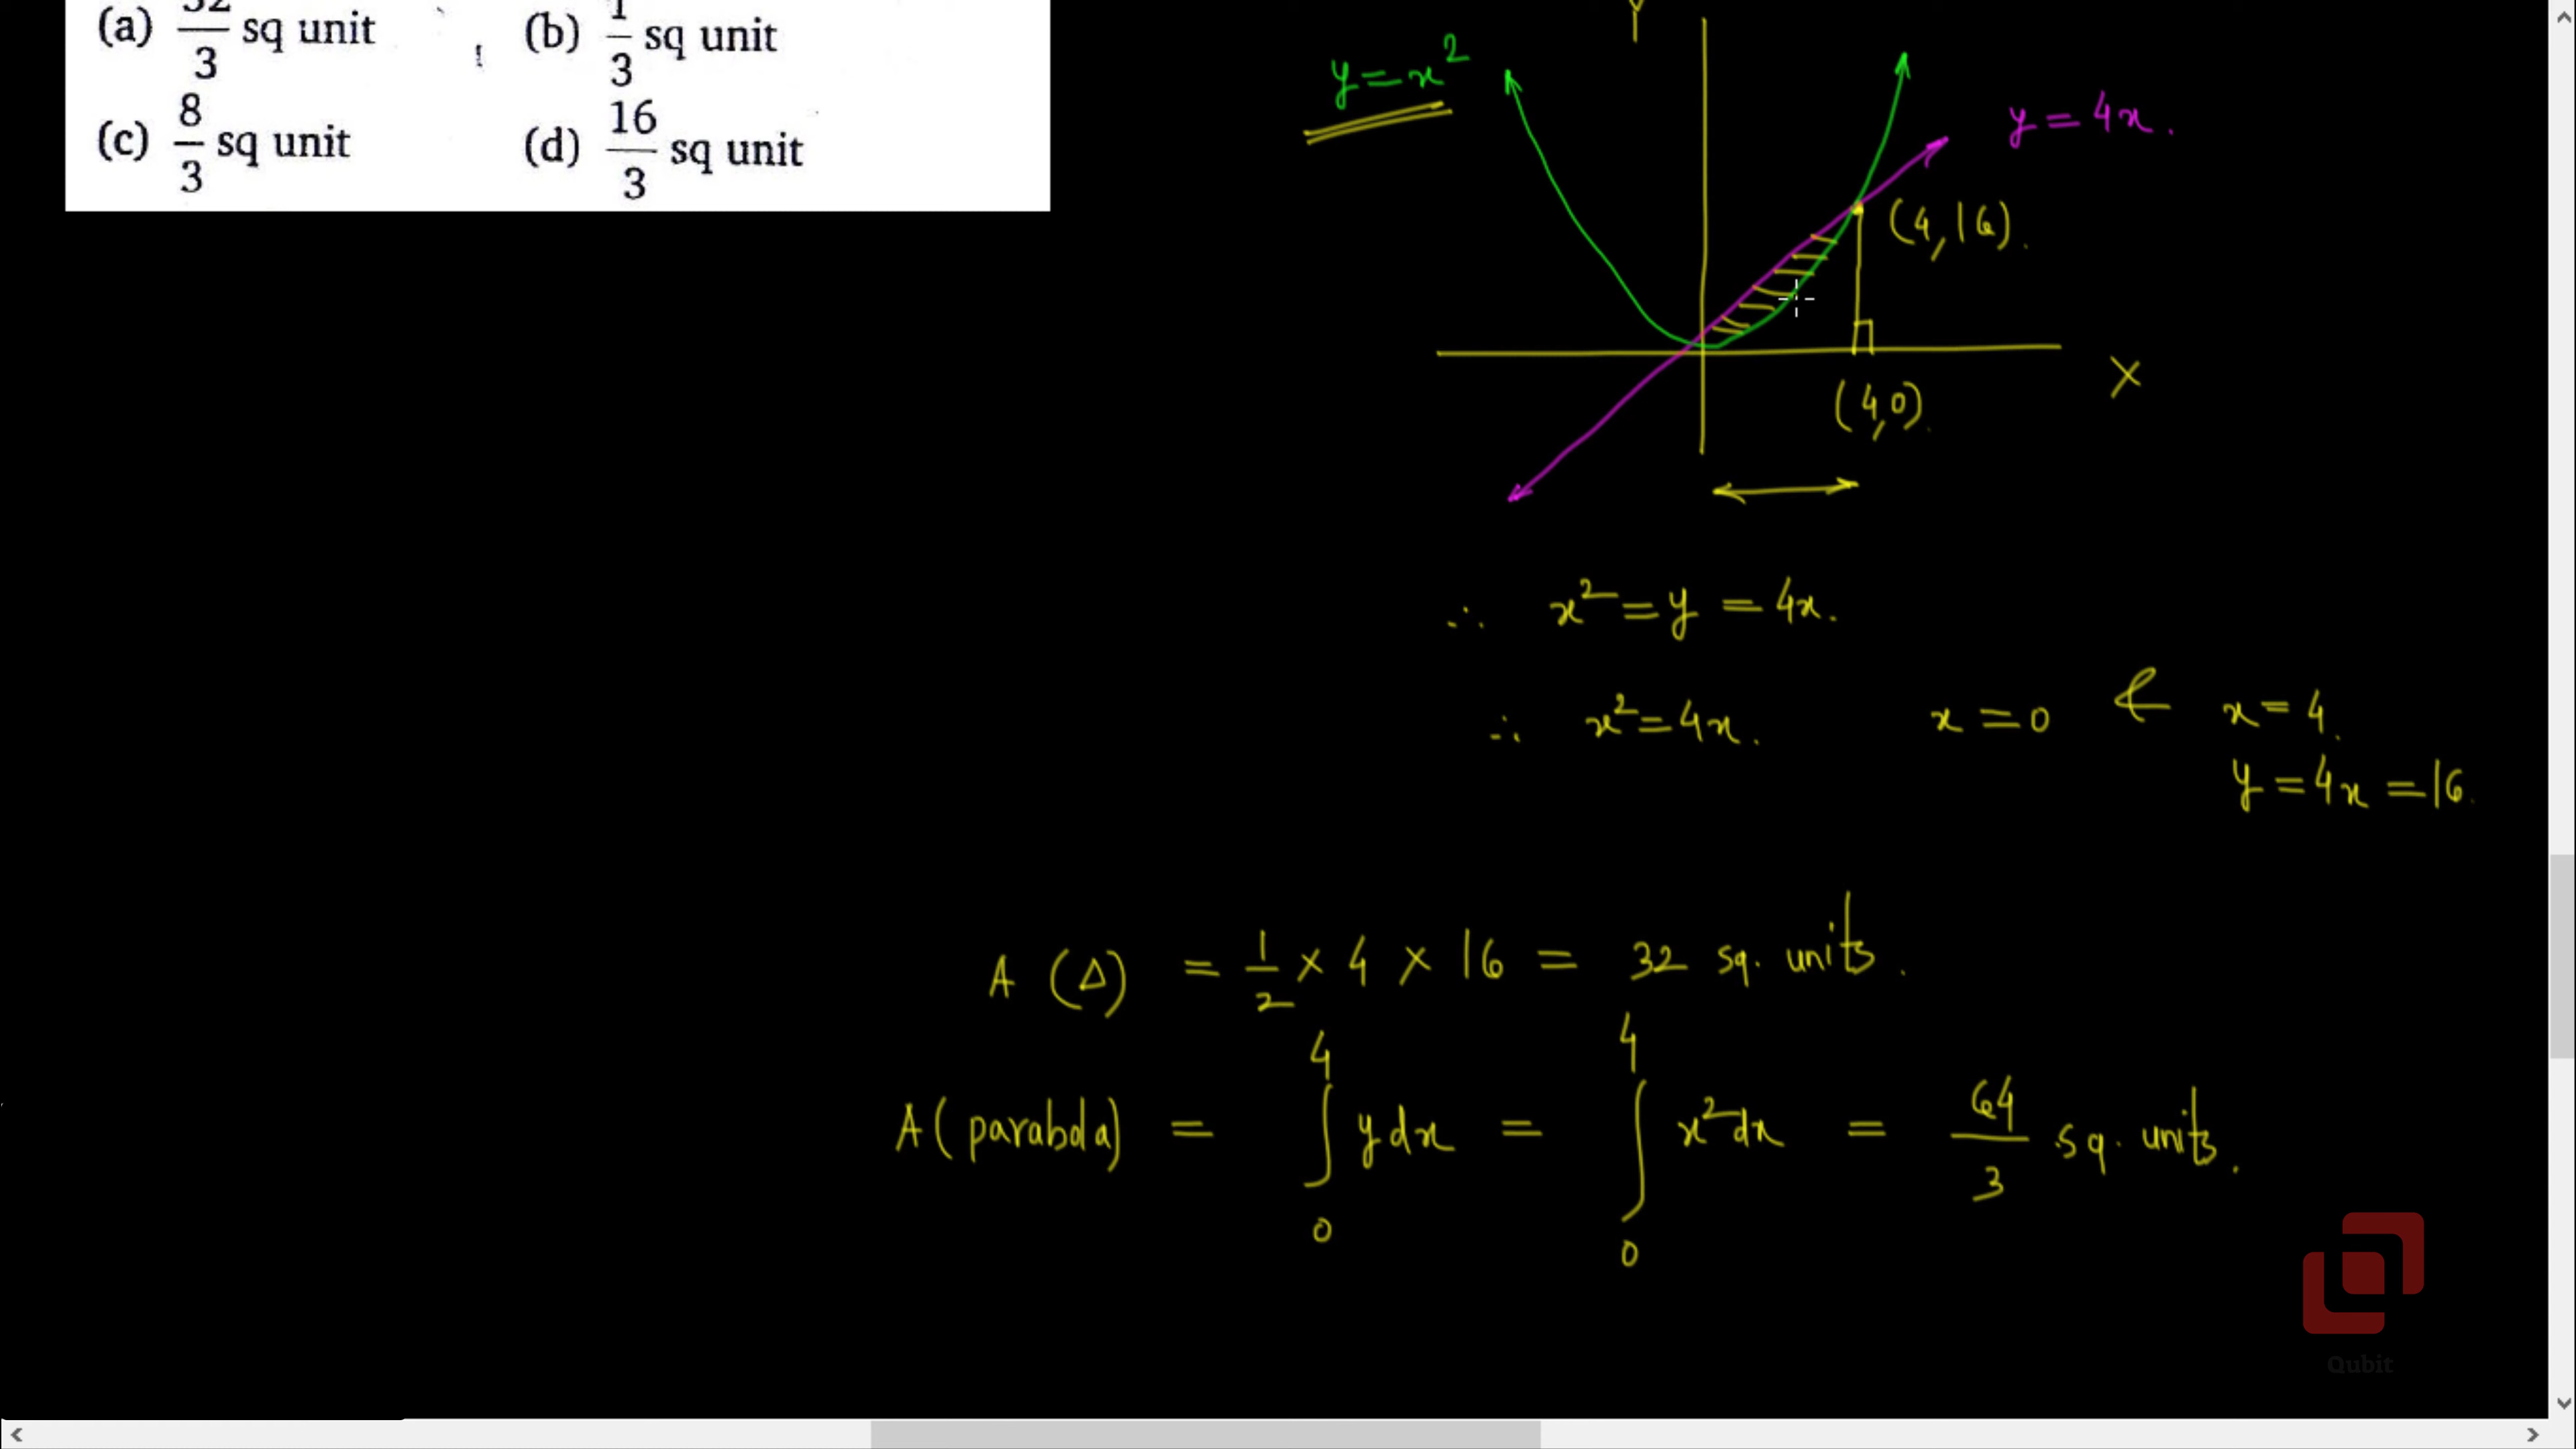 (a) 32/3 sq unit (b) 1/3 sq unit
(c) 8/3 sq unit (d) 16/3 sq unit
Y
y = x²
y = 4x.
(4,16).
X
(4,0).
∴ x² = y = 4x.
∴ x² = 4x. x = 0 & x = 4.
y = 4x = 16.
A (Δ) = 1/2 × 4 × 16 = 32 sq. units.
A (parabola) = ∫₀⁴ y dx = ∫₀⁴ x² dx = 64/3 sq. units.
Qubit